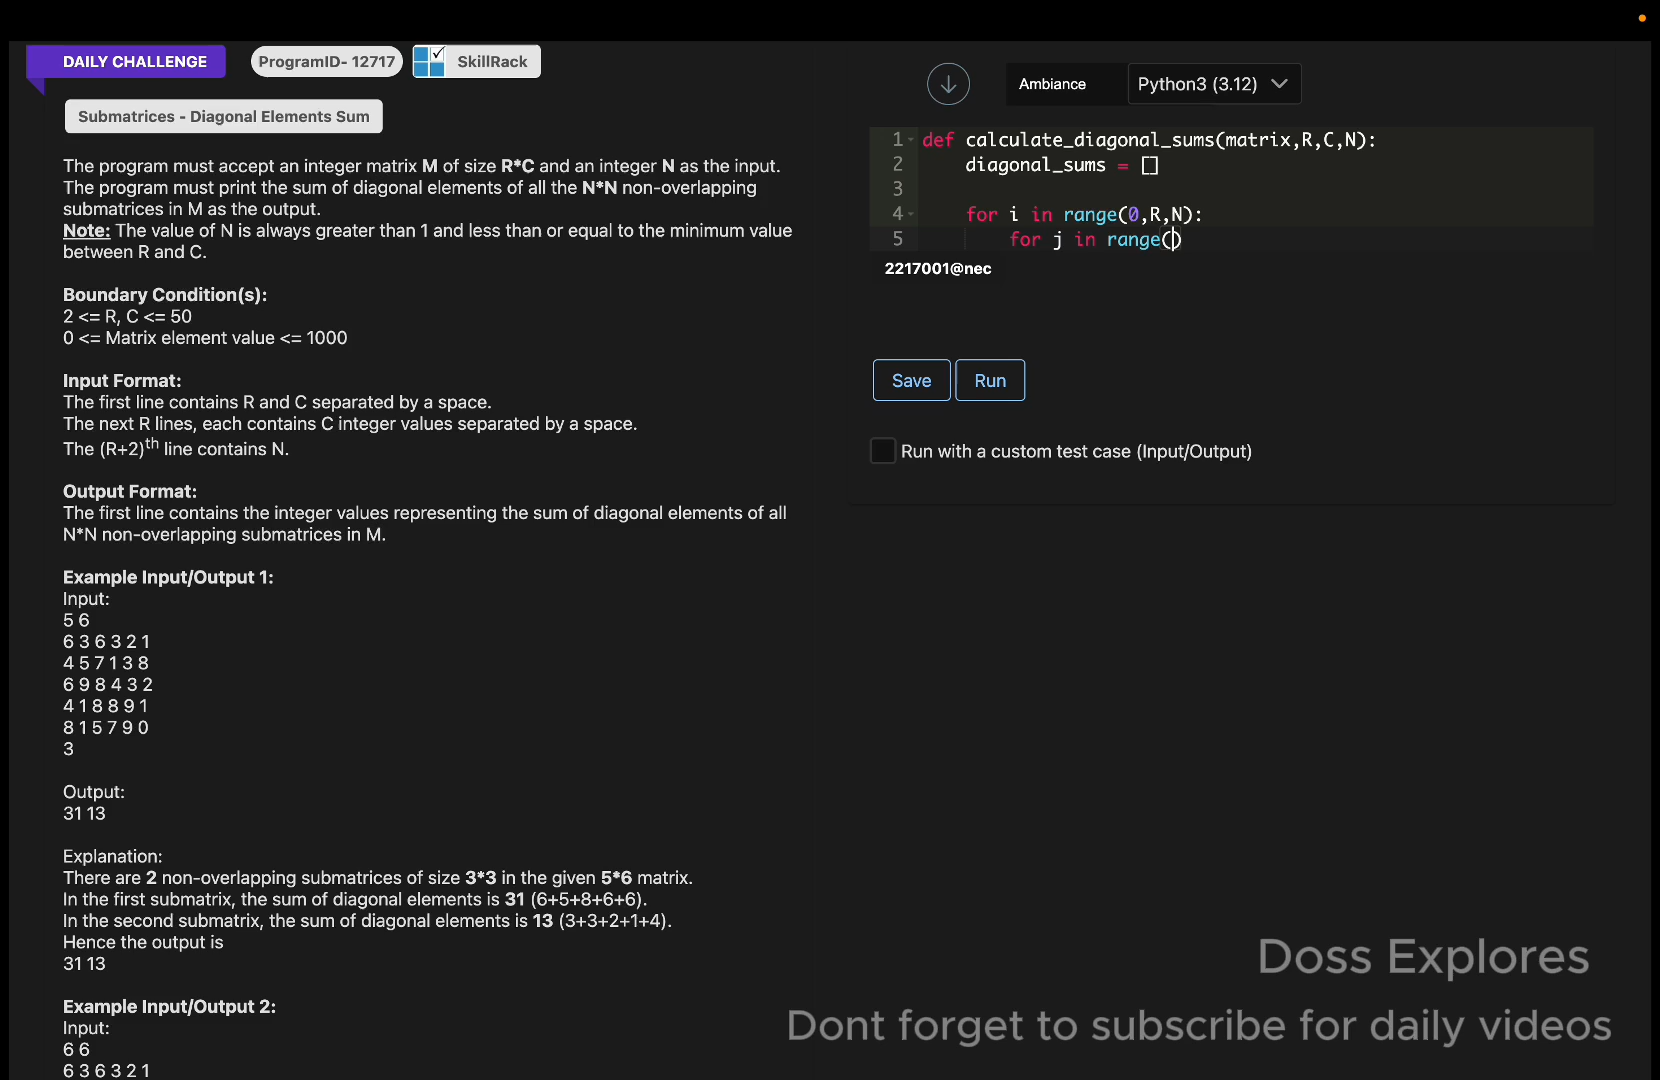 DAILY CHALLENGE
ProgramID- 12717
SkillRack
Submatrices - Diagonal Elements Sum
The program must accept an integer matrix M of size R*C and an integer N as the input.
The program must print the sum of diagonal elements of all the N*N non-overlapping
submatrices in M as the output.
Note: The value of N is always greater than 1 and less than or equal to the minimum value
between R and C.
Boundary Condition(s):
2 <= R, C <= 50
0 <= Matrix element value <= 1000
Input Format:
The first line contains R and C separated by a space.
The next R lines, each contains C integer values separated by a space.
The (R+2)th line contains N.
Output Format:
The first line contains the integer values representing the sum of diagonal elements of all
N*N non-overlapping submatrices in M.
Example Input/Output 1:
Input:
5 6
6 3 6 3 2 1
4 5 7 1 3 8
6 9 8 4 3 2
4 1 8 8 9 1
8 1 5 7 9 0
3
Output:
31 13
Explanation:
There are 2 non-overlapping submatrices of size 3*3 in the given 5*6 matrix.
In the first submatrix, the sum of diagonal elements is 31 (6+5+8+6+6).
In the second submatrix, the sum of diagonal elements is 13 (3+3+2+1+4).
Hence the output is
31 13
Example Input/Output 2:
Input:
6 6
6 3 6 3 2 1
Ambiance
Python3 (3.12)
1 def calculate_diagonal_sums(matrix,R,C,N):
2 diagonal_sums = []
3
4 for i in range(0,R,N):
5 for j in range()
2217001@nec
Save
Run
Run with a custom test case (Input/Output)
Doss Explores
Dont forget to subscribe for daily videos